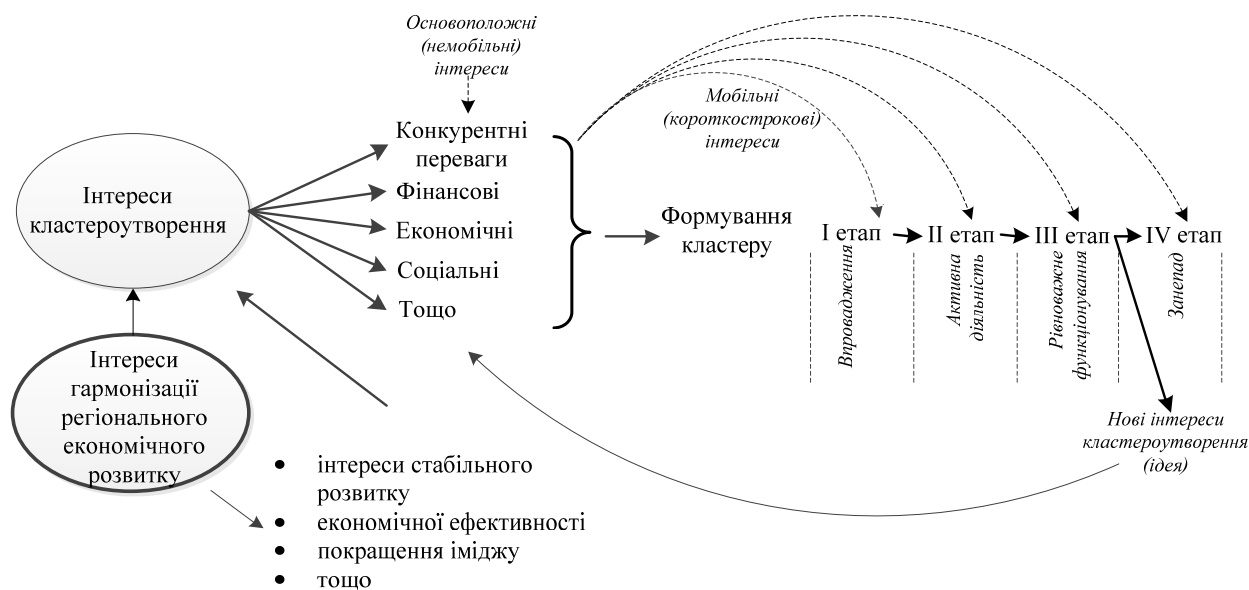 Основоположні
(немобільні)
інтереси
Мобільні
(короткострокові)
інтереси
Інтереси
кластероутворення
Конкурентні
переваги
Фінансові
Економічні
Соціальні
Тощо
Формування
кластеру
I етап
II етап
III етап
IV етап
Впровадження
Активна
діяльність
Рівноважне
функціонування
Занепад
Інтереси
гармонізації
регіонального
економічного
розвитку
Нові інтереси
кластероутворення
(ідея)
• інтереси стабільного
розвитку
• економічної ефективності
• покращення іміджу
• тощо